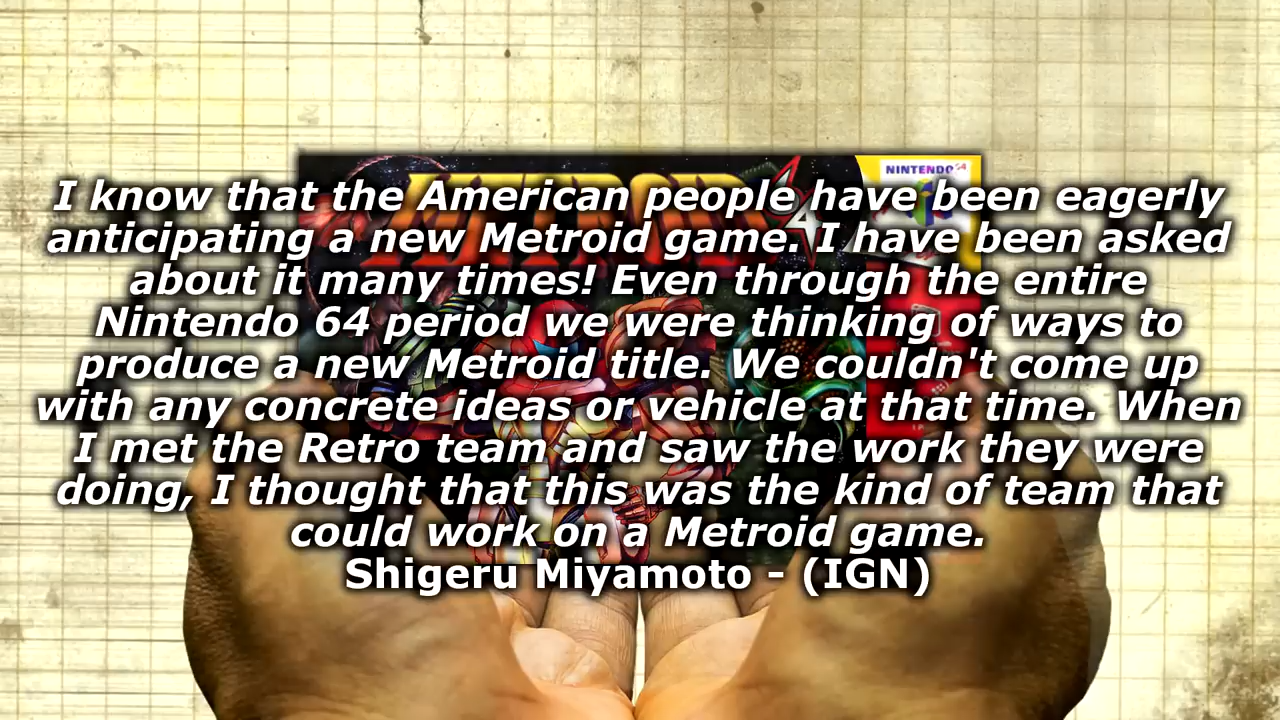 I know that the American people have been eagerly
anticipating a new Metroid game. I have been asked
about it many times! Even through the entire
Nintendo 64 period we were thinking of ways to
produce a new Metroid title. We couldn't come up
with any concrete ideas or vehicle at that time. When
I met the Retro team and saw the work they were
doing, I thought that this was the kind of team that
could work on a Metroid game.
Shigeru Miyamoto - (IGN)
NINTENDO 64